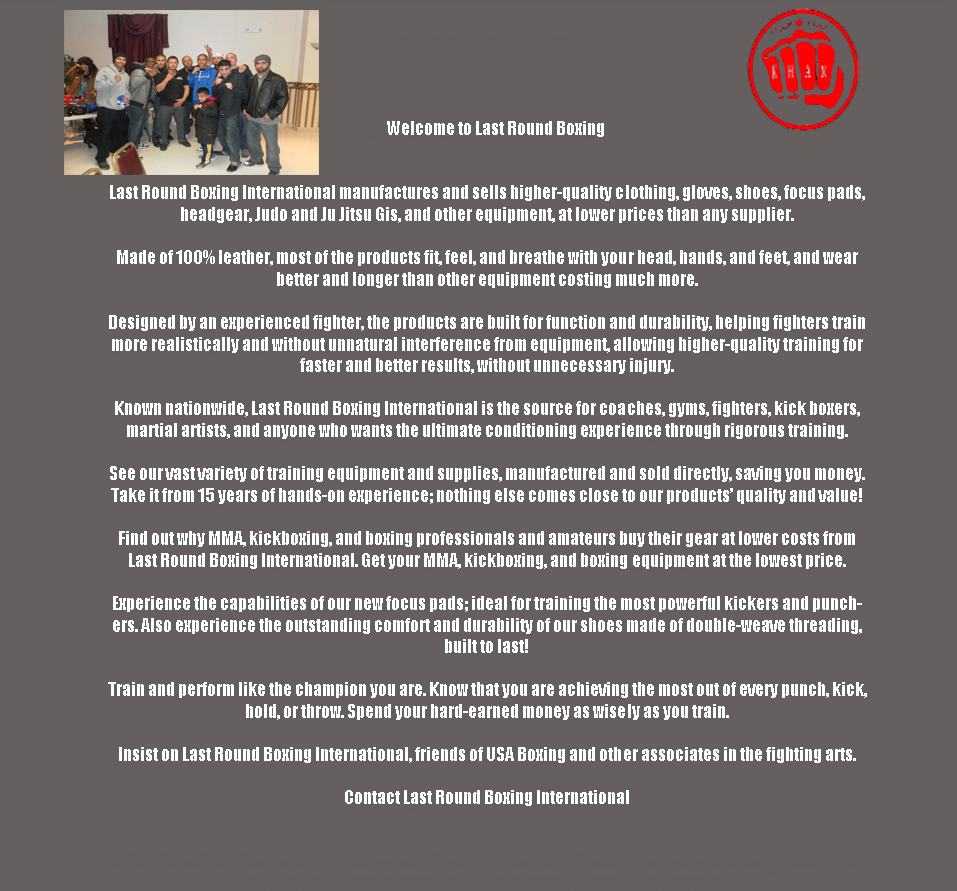 KHAN
Welcome to Last Round Boxing
Last Round Boxing International manufactures and sells higher-quality clothing, gloves, shoes, focus pads,
headgear, Judo and Ju Jitsu Gis, and other equipment, at lower prices than any supplier.
Made of 100% leather, most of the products fit, feel, and breathe with your head, hands, and feet, and wear
better and longer than other equipment costing much more.
Designed by an experienced fighter, the products are built for function and durability, helping fighters train
more realistically and without unnatural interference from equipment, allowing higher-quality training for
faster and better results, without unnecessary injury.
Known nationwide, Last Round Boxing International is the source for coaches, gyms, fighters, kick boxers,
martial artists, and anyone who wants the ultimate conditioning experience through rigorous training.
See our vast variety of training equipment and supplies, manufactured and sold directly, saving you money.
Take it from 15 years of hands-on experience; nothing else comes close to our products' quality and value!
Find out why MMA, kickboxing, and boxing professionals and amateurs buy their gear at lower costs from
Last Round Boxing International. Get your MMA, kickboxing, and boxing equipment at the lowest price.
Experience the capabilities of our new focus pads; ideal for training the most powerful kickers and punch-
ers. Also experience the outstanding comfort and durability of our shoes made of double-weave threading,
built to last!
Train and perform like the champion you are. Know that you are achieving the most out of every punch, kick,
hold, or throw. Spend your hard-earned money as wisely as you train.
Insist on Last Round Boxing International, friends of USA Boxing and other associates in the fighting arts.
Contact Last Round Boxing International